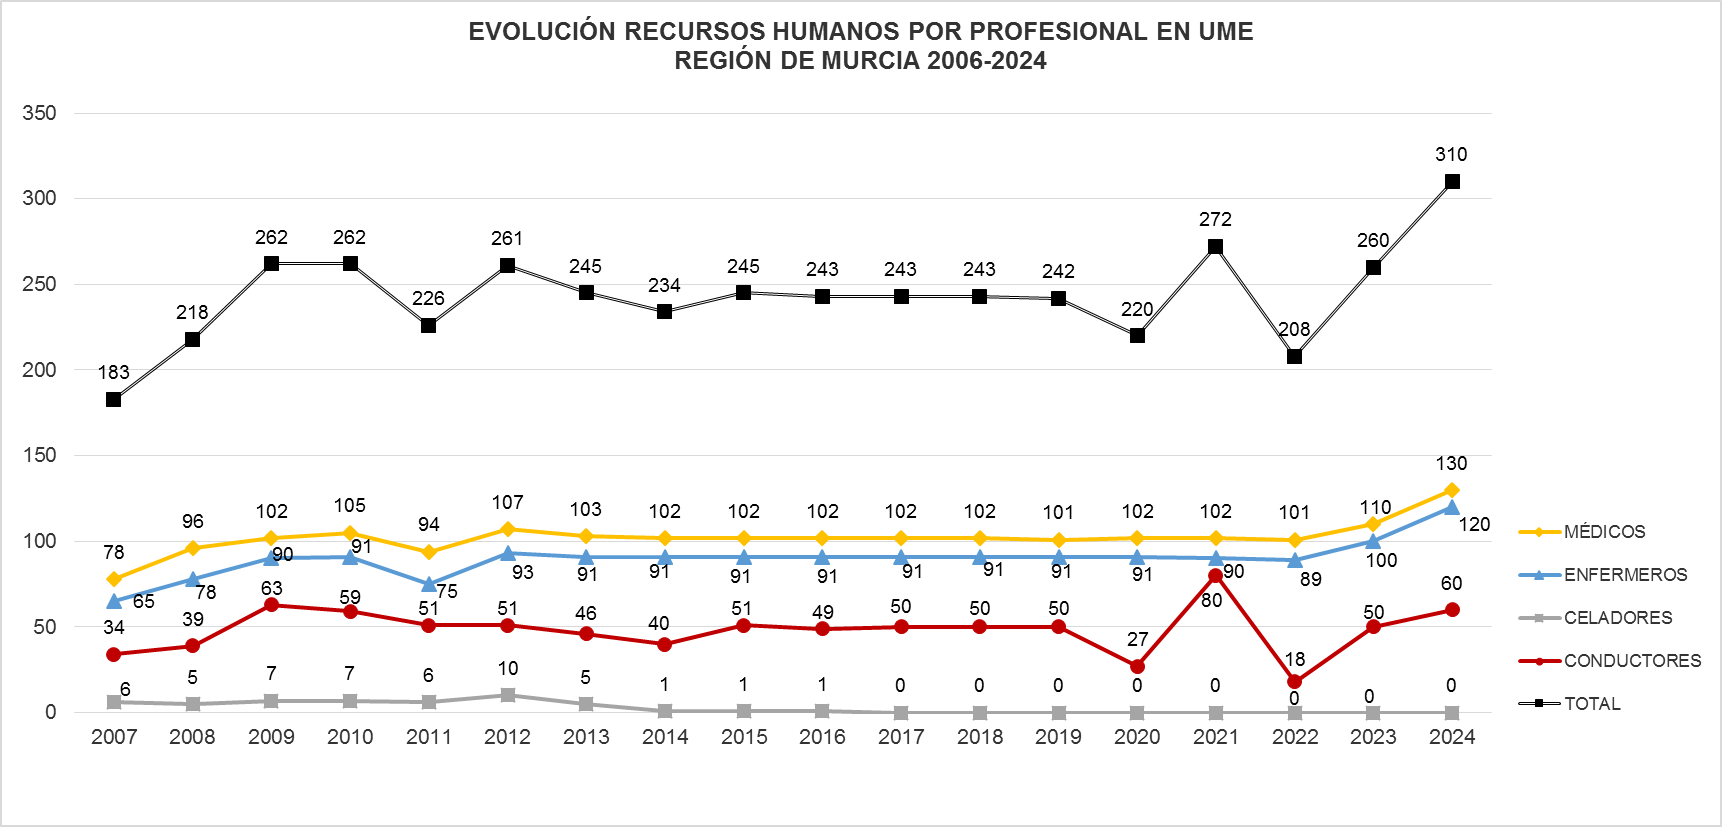 EVOLUCIÓN RECURSOS HUMANOS POR PROFESIONAL EN UME
REGIÓN DE MURCIA 2006-2024
350
300
250
200
150
100
50
0
183 218 262 262 226 261 245 234 245 243 243 243 242 220 272 208 260 310
78 96 102 105 94 107 103 102 102 102 102 102 101 102 102 101 110 130
65 78 90 91 75 93 91 91 91 91 91 91 91 91 90 89 100 120
34 39 63 59 51 51 46 40 51 49 50 50 50 27 80 18 50 60
6 5 7 7 6 10 5 1 1 1 0 0 0 0 0 0 0 0
2007 2008 2009 2010 2011 2012 2013 2014 2015 2016 2017 2018 2019 2020 2021 2022 2023 2024
MÉDICOS
ENFERMEROS
CELADORES
CONDUCTORES
TOTAL